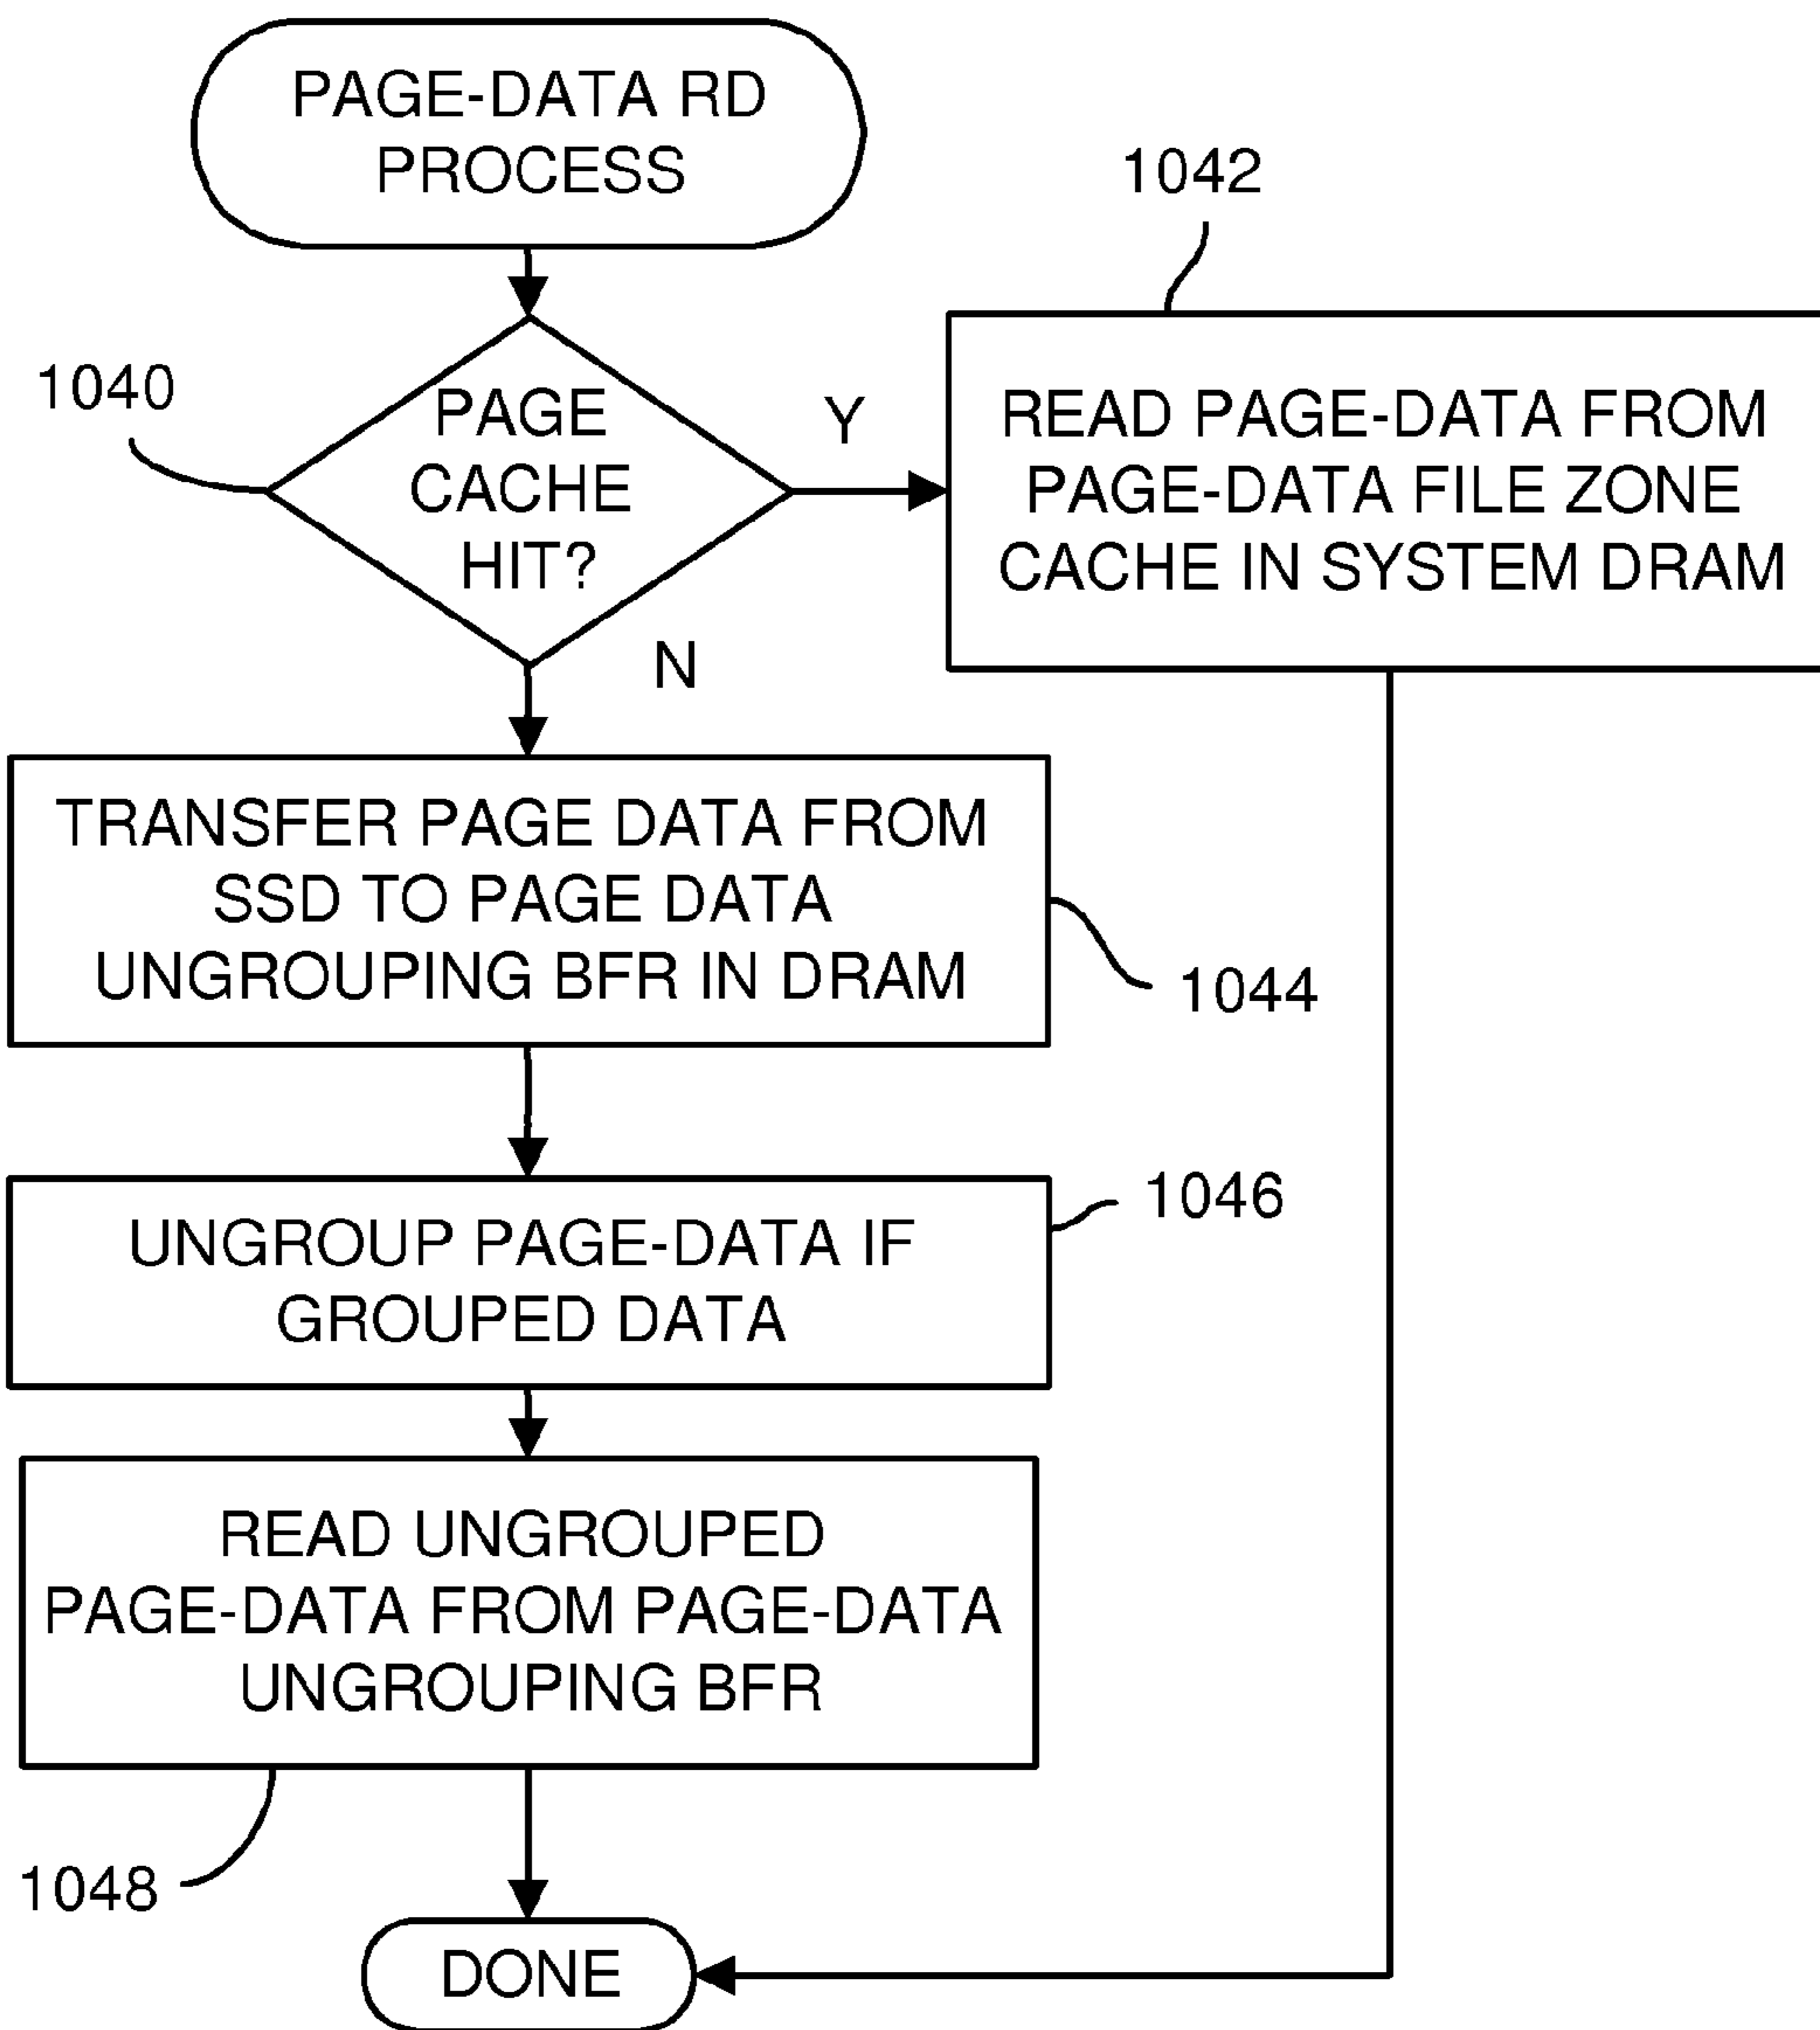 PAGE-DATA RD
PROCESS
1042
1040
PAGE
CACHE
HIT?
Y
READ PAGE-DATA FROM
PAGE-DATA FILE ZONE
CACHE IN SYSTEM DRAM
N
TRANSFER PAGE DATA FROM
SSD TO PAGE DATA
UNGROUPING BFR IN DRAM
1044
UNGROUP PAGE-DATA IF
GROUPED DATA
1046
READ UNGROUPED
PAGE-DATA FROM PAGE-DATA
UNGROUPING BFR
1048
DONE